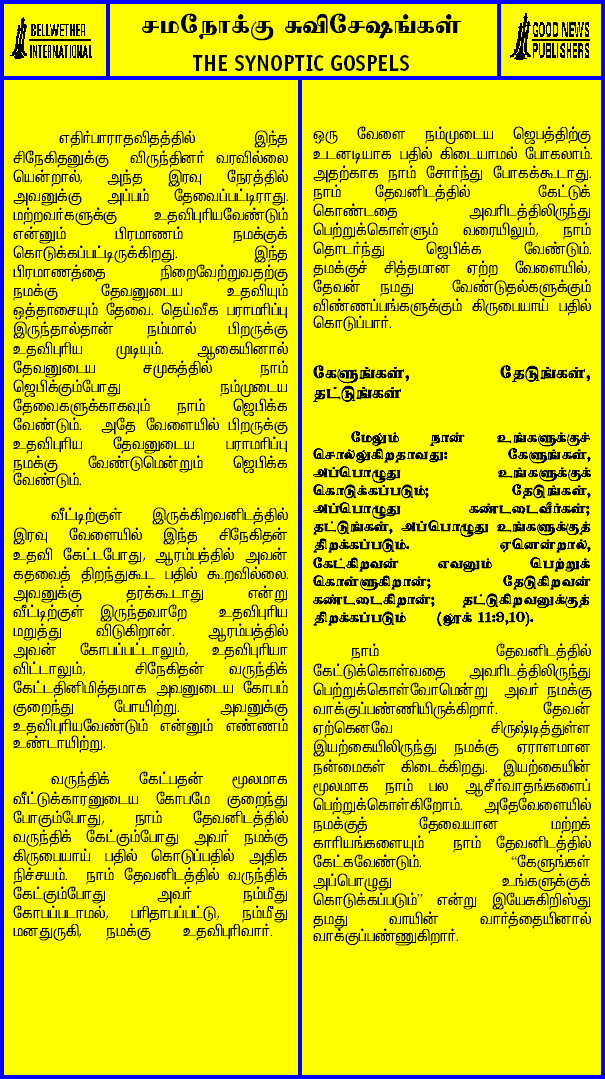 BELLWETHER
INTERNATIONAL
சமநோக்கு சுவிசேஷங்கள்
THE SYNOPTIC GOSPELS
GOOD NEWS
PUBLISHERS
எதிர்பாராதவிதத்தில் இந்த
சிநேகிதனுக்கு விருந்தினர் வரவில்லை
யென்றால், அந்த இரவு நேரத்தில்
அவனுக்கு அப்பம் தேவைப்பட்டிராது.
மற்றவர்களுக்கு உதவிபுரியவேண்டும்
என்னும் பிரமாணம் நமக்குக்
கொடுக்கப்பட்டிருக்கிறது. இந்த
பிரமாணத்தை நிறைவேற்றுவதற்கு
நமக்கு தேவனுடைய உதவியும்
ஒத்தாசையும் தேவை. தெய்வீக பராமரிப்பு
இருந்தால்தான் நம்மால் பிறருக்கு
உதவிபுரிய முடியும். ஆகையினால்
தேவனுடைய சமுகத்தில் நாம்
ஜெபிக்கும்போது நம்முடைய
தேவைகளுக்காகவும் நாம் ஜெபிக்க
வேண்டும். அதே வேளையில் பிறருக்கு
உதவிபுரிய தேவனுடைய பராமரிப்பு
நமக்கு வேண்டுமென்றும் ஜெபிக்க
வேண்டும்.
வீட்டிற்குள் இருக்கிறவனிடத்தில்
இரவு வேளையில் இந்த சிநேகிதன்
உதவி கேட்டபோது, ஆரம்பத்தில் அவன்
கதவைத் திறந்துகூட பதில் கூறவில்லை.
அவனுக்கு தரக்கூடாது என்று
வீட்டிற்குள் இருந்தவாறே உதவிபுரிய
மறுத்து விடுகிறான். ஆரம்பத்தில்
அவன் கோபப்பட்டாலும், உதவிபுரியா
விட்டாலும், சிநேகிதன் வருந்திக்
கேட்டதினிமித்தமாக அவனுடைய கோபம்
குறைந்து போயிற்று. அவனுக்கு
உதவிபுரியவேண்டும் என்னும் எண்ணம்
உண்டாயிற்று.
வருந்திக் கேட்பதன் மூலமாக
வீட்டுக்காரனுடைய கோபமே குறைந்து
போகும்போது, நாம் தேவனிடத்தில்
வருந்திக் கேட்கும்போது அவர் நமக்கு
கிருபையாய் பதில் கொடுப்பதில் அதிக
நிச்சயம். நாம் தேவனிடத்தில் வருந்திக்
கேட்கும்போது அவர் நம்மீது
கோபப்படாமல், பரிதாபப்பட்டு, நம்மீது
மனதுருகி, நமக்கு உதவிபுரிவார்.
ஒரு வேளை நம்முடைய ஜெபத்திற்கு
உடனடியாக பதில் கிடையாமல் போகலாம்.
அதற்காக நாம் சோர்ந்து போகக்கூடாது.
நாம் தேவனிடத்தில் கேட்டுக்
கொண்டதை அவரிடத்திலிருந்து
பெற்றுக்கொள்ளும் வரையிலும், நாம்
தொடர்ந்து ஜெபிக்க வேண்டும்.
தமக்குச் சித்தமான ஏற்ற வேளையில்,
தேவன் நமது வேண்டுதல்களுக்கும்
விண்ணப்பங்களுக்கும் கிருபையாய் பதில்
கொடுப்பார்.
கேளுங்கள், தேடுங்கள்,
தட்டுங்கள்
மேலும் நான் உங்களுக்குச்
சொல்லுகிறதாவது: கேளுங்கள்,
அப்பொழுது உங்களுக்குக்
கொடுக்கப்படும்; தேடுங்கள்,
அப்பொழுது கண்டடைவீர்கள்;
தட்டுங்கள், அப்பொழுது உங்களுக்குத்
திறக்கப்படும். ஏனென்றால்,
கேட்கிறவன் எவனும் பெற்றுக்
கொள்ளுகிறான்; தேடுகிறவன்
கண்டடைகிறான்; தட்டுகிறவனுக்குத்
திறக்கப்படும் (லூக் 11:9,10).
நாம் தேவனிடத்தில்
கேட்டுக்கொள்வதை அவரிடத்திலிருந்து
பெற்றுக்கொள்வோமென்று அவர் நமக்கு
வாக்குப்பண்ணியிருக்கிறார். தேவன்
ஏற்கெனவே சிருஷ்டித்துள்ள
இயற்கையிலிருந்து நமக்கு ஏராளமான
நன்மைகள் கிடைக்கிறது. இயற்கையின்
மூலமாக நாம் பல ஆசீர்வாதங்களைப்
பெற்றுக்கொள்கிறோம். அதேவேளையில்
நமக்குத் தேவையான மற்றக்
காரியங்களையும் நாம் தேவனிடத்தில்
கேட்கவேண்டும். “கேளுங்கள்
அப்பொழுது உங்களுக்குக்
கொடுக்கப்படும்” என்று இயேசுகிறிஸ்து
தமது வாயின் வார்த்தையினால்
வாக்குப்பண்ணுகிறார்.